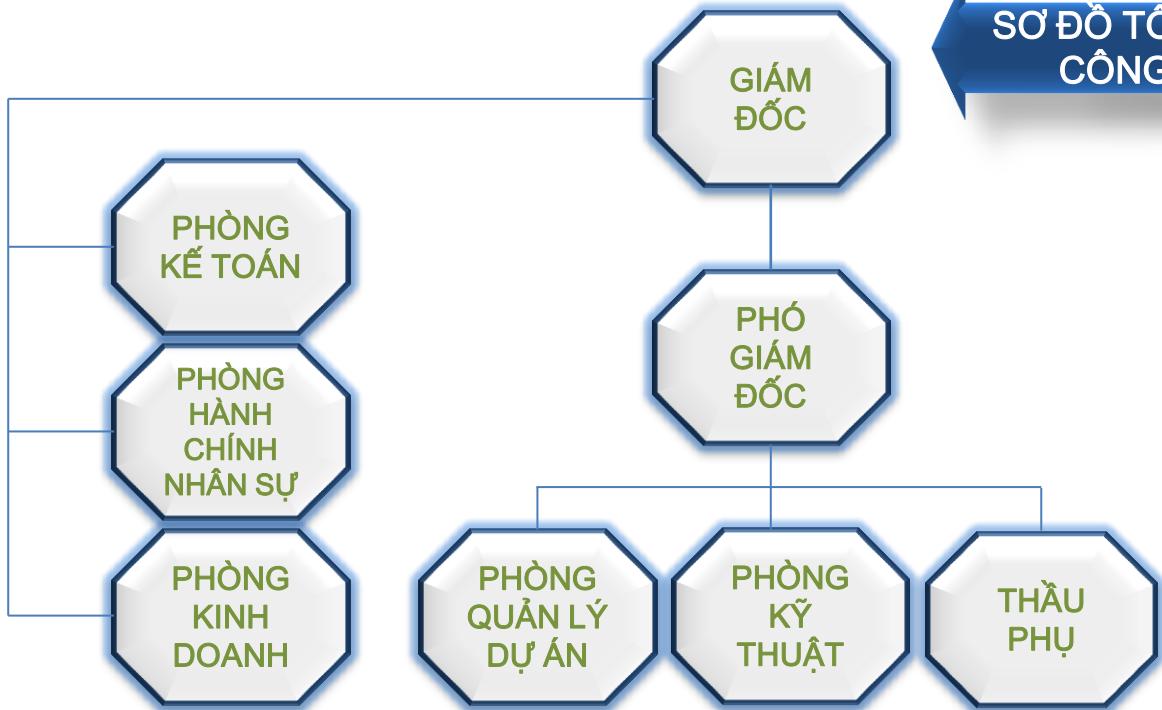 SƠ ĐỒ
CÔNG
GIÁM
ĐỐC
PHÒNG
KẾ TOÁN
PHÓ
GIÁM
ĐỐC
PHÒNG
HÀNH
CHÍNH
NHÂN SỰ
PHÒNG
KINH
DOANH
PHÒNG
QUẢN LÝ
DỰ ÁN
PHÒNG
KỸ
THUẬT
THẦU
PHỤ